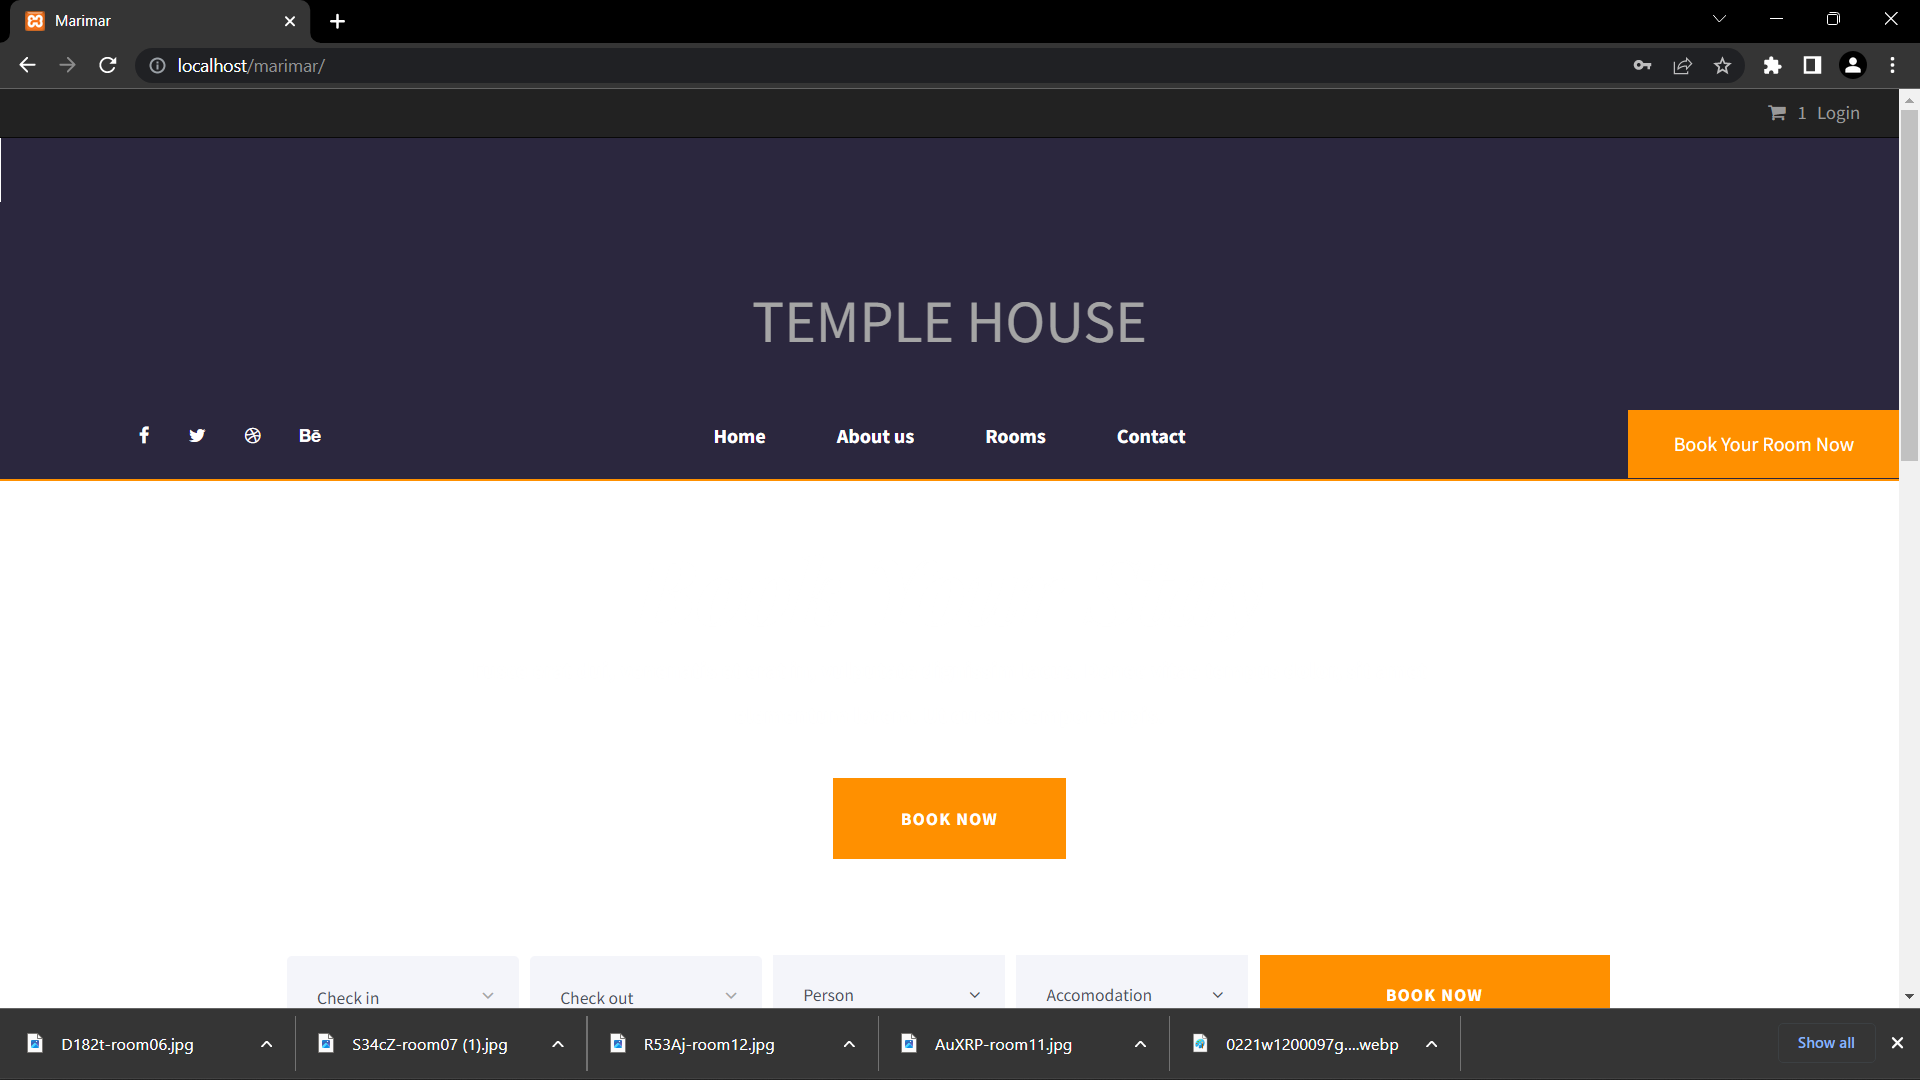 Marimar
localhost/marimar/
1 Login
TEMPLE HOUSE
Bē Home About us Rooms Contact
Book Your Room Now
BOOK NOW
Check in Check out Person Accomodation BOOK NOW
D182t-room06.jpg S34cZ-room07 (1).jpg R53Aj-room12.jpg AuXRP-room11.jpg 0221w1200097g....webp Show all